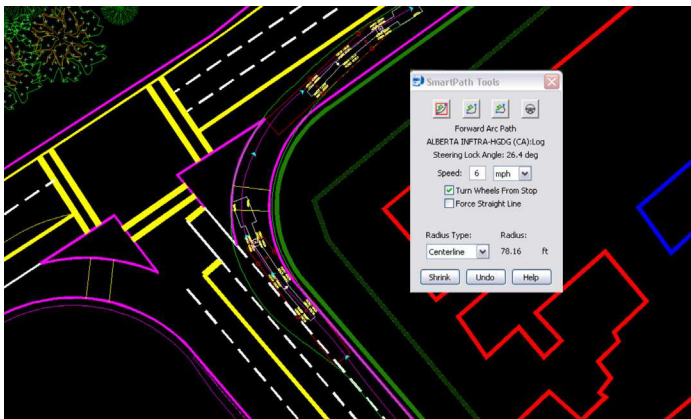 SmartPath Tools
Forward Arc Path
ALBERTA INFTRA-HGDG (CA):Log
Steering Lock Angle: 26.4 deg
Speed: 6 mph
Turn Wheels From Stop
Force Straight Line
Radius Type: Radius:
Centerline 78.16 ft
Shrink Undo Help